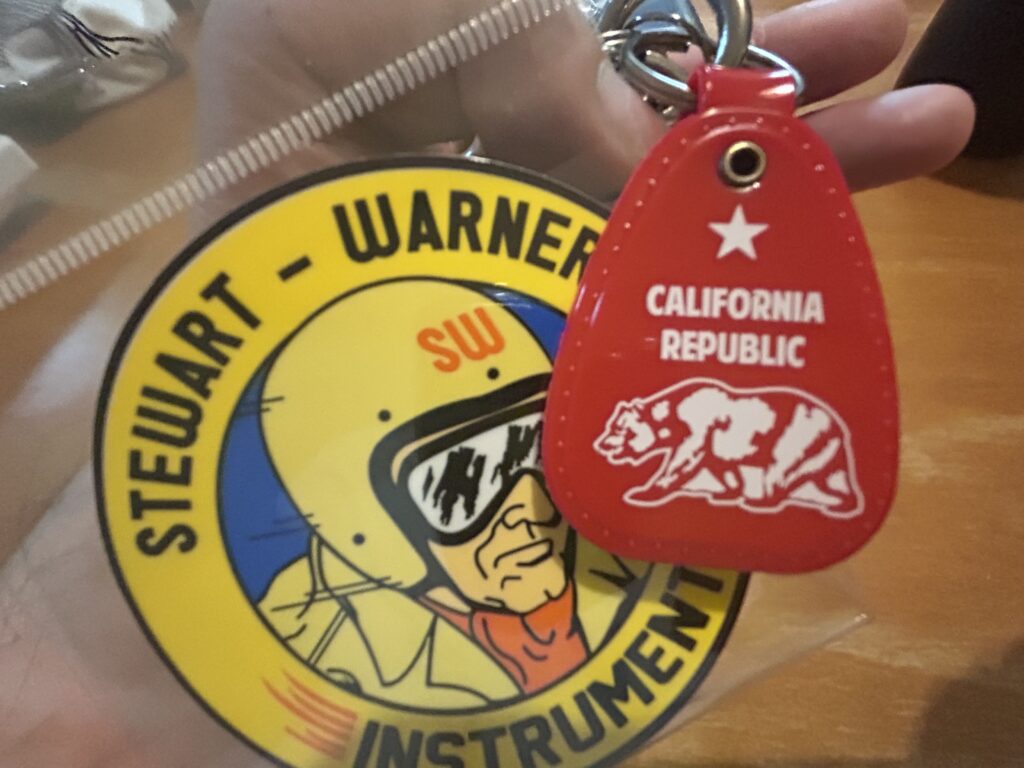 STEWART - WARNER
SW
INSTRUMENT
CALIFORNIA
REPUBLIC